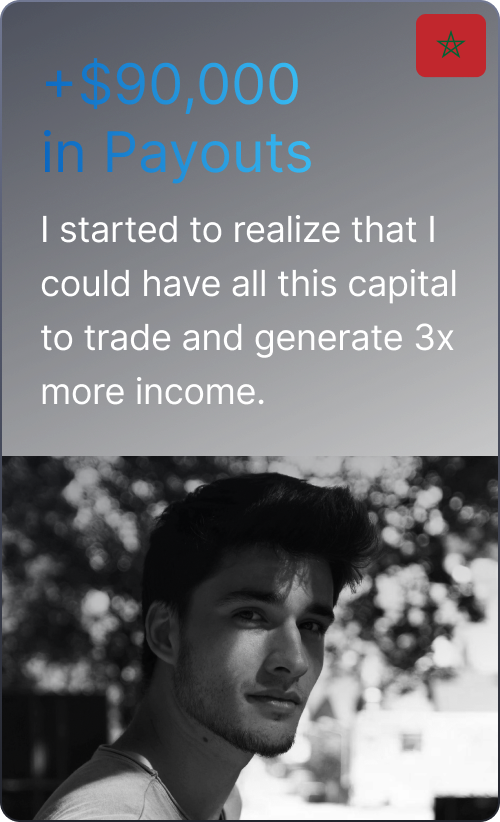 +$90,000
in Payouts
I started to realize that I
could have all this capital
to trade and generate 3x
more income.